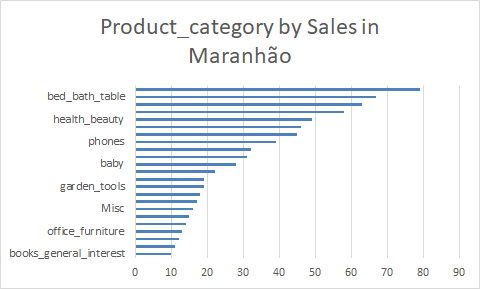 Product_category by Sales in
Maranhão
bed_bath_table
health_beauty
phones
baby
garden_tools
Misc
office_furniture
books_general_interest
0 10 20 30 40 50 60 70 80 90